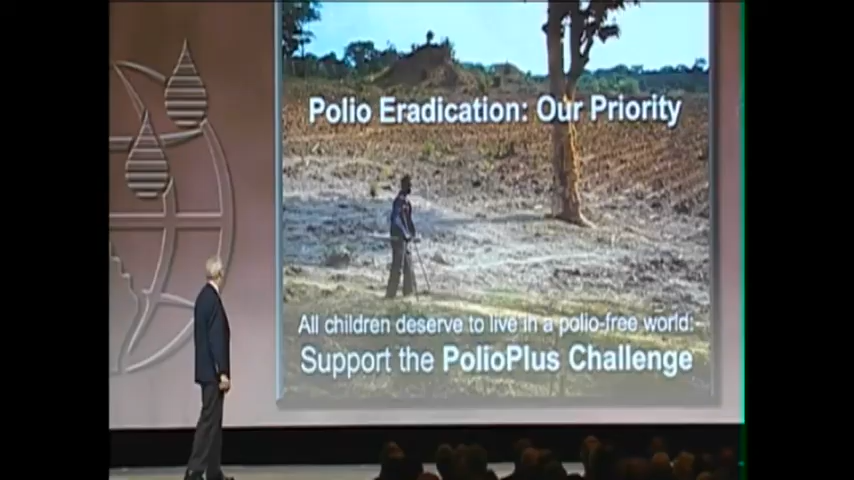 Polio Eradication: Our Priority
All children deserve to live in a polio-free world:
Support the PolioPlus Challenge